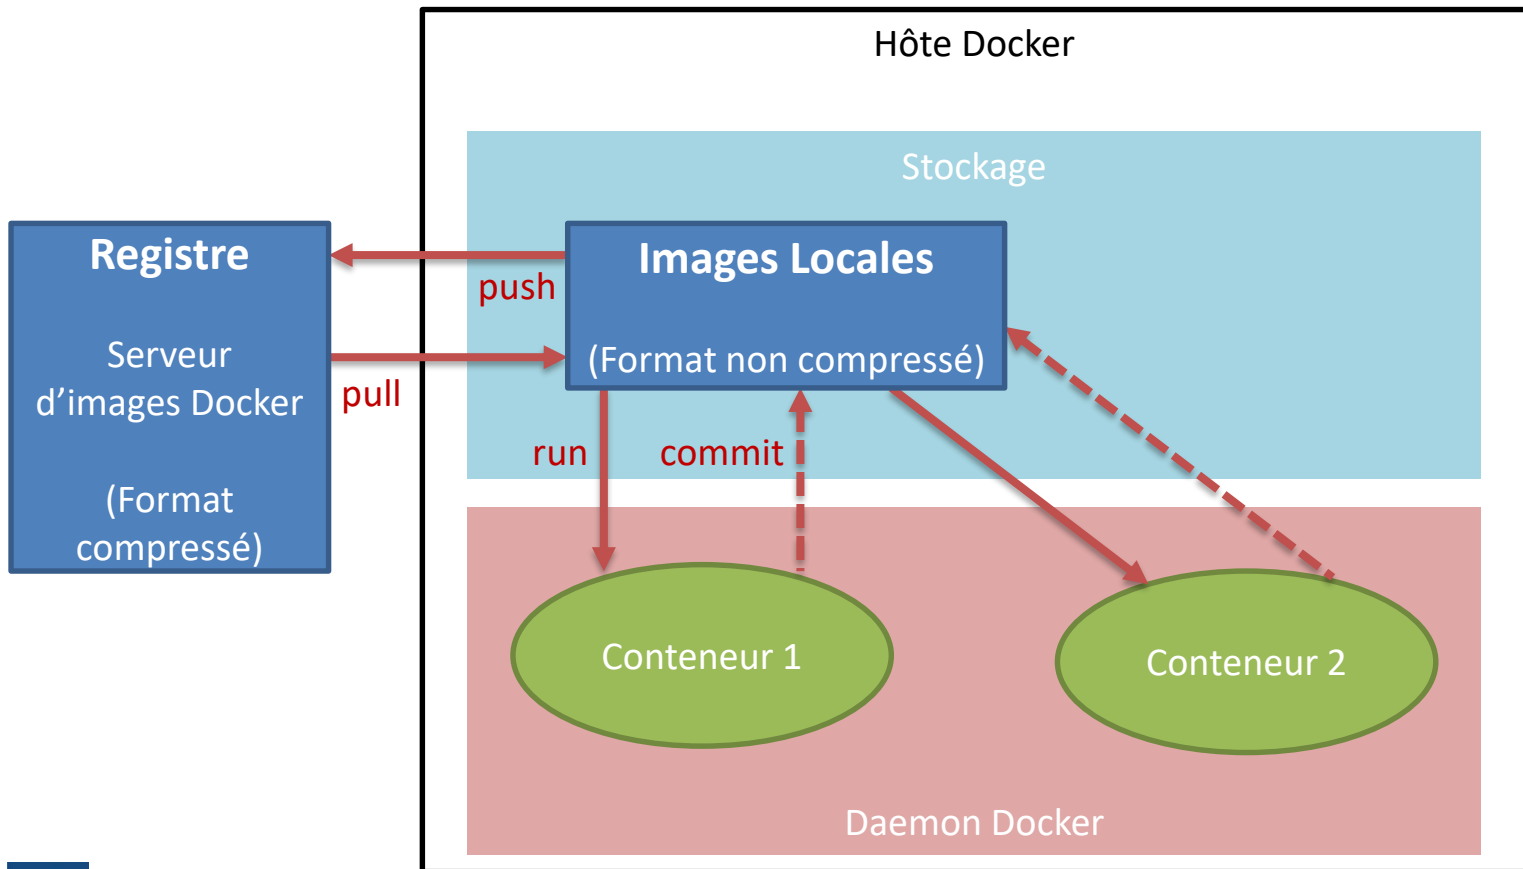 Hôte Docker
Stockage
Registre
Serveur
d’images Docker
(Format
compressé)
push
pull
Images Locales
(Format non compressé)
run
commit
Conteneur 1
Conteneur 2
Daemon Docker